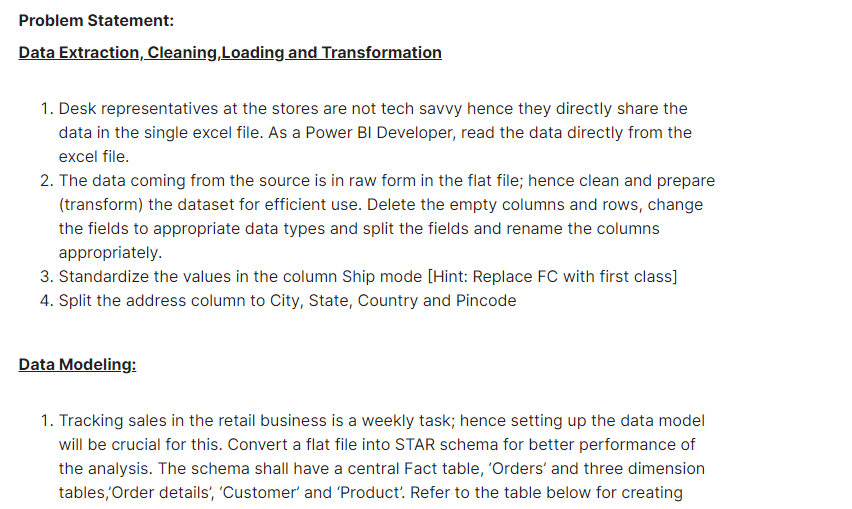 Problem Statement:
Data Extraction, Cleaning,Loading and Transformation
1. Desk representatives at the stores are not tech savvy hence they directly share the
data in the single excel file. As a Power BI Developer, read the data directly from the
excel file.
2. The data coming from the source is in raw form in the flat file; hence clean and prepare
(transform) the dataset for efficient use. Delete the empty columns and rows, change
the fields to appropriate data types and split the fields and rename the columns
appropriately.
3. Standardize the values in the column Ship mode [Hint: Replace FC with first class]
4. Split the address column to City, State, Country and Pincode
Data Modeling:
1. Tracking sales in the retail business is a weekly task; hence setting up the data model
will be crucial for this. Convert a flat file into STAR schema for better performance of
the analysis. The schema shall have a central Fact table, ‘Orders’ and three dimension
tables,‘Order details’, ‘Customer’ and ‘Product’. Refer to the table below for creating